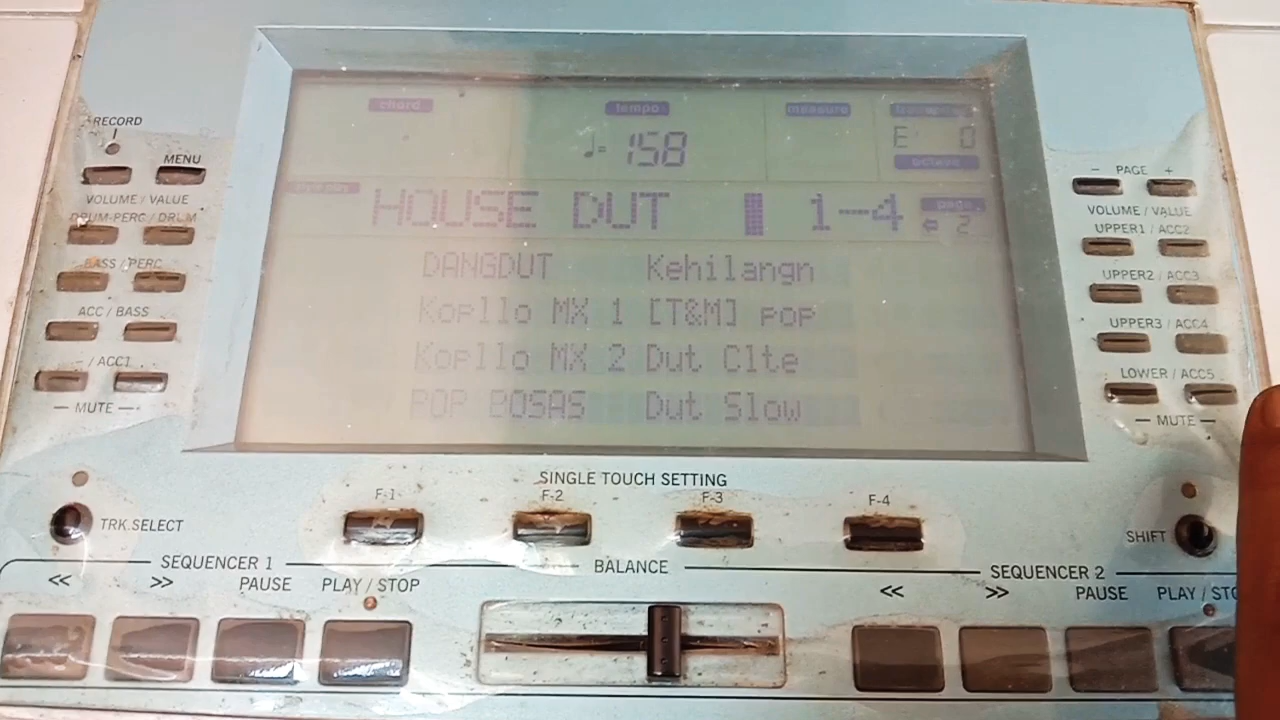 RECORD
MENU
VOLUME / VALUE
DRUM-PERC / DRUM
BASS / PERC
ACC / BASS
/ ACC1
— MUTE —
TRK.SELECT
chord
tempo
measure
transpose
♩= 158
E 0
octave
HOUSE DUT 1-4
page
2
DANGDUT Kehilangn
Kopllo MX 1 [T&M] pop
Kopllo MX 2 Dut Clte
POP BOSAS Dut Slow
− PAGE +
VOLUME / VALUE
UPPER1 / ACC2
UPPER2 / ACC3
UPPER3 / ACC4
LOWER / ACC5
— MUTE —
SHIFT
SINGLE TOUCH SETTING
F-1 F-2 F-3 F-4
SEQUENCER 1 BALANCE SEQUENCER 2
<< >> PAUSE PLAY / STOP << >> PAUSE PLAY / STO